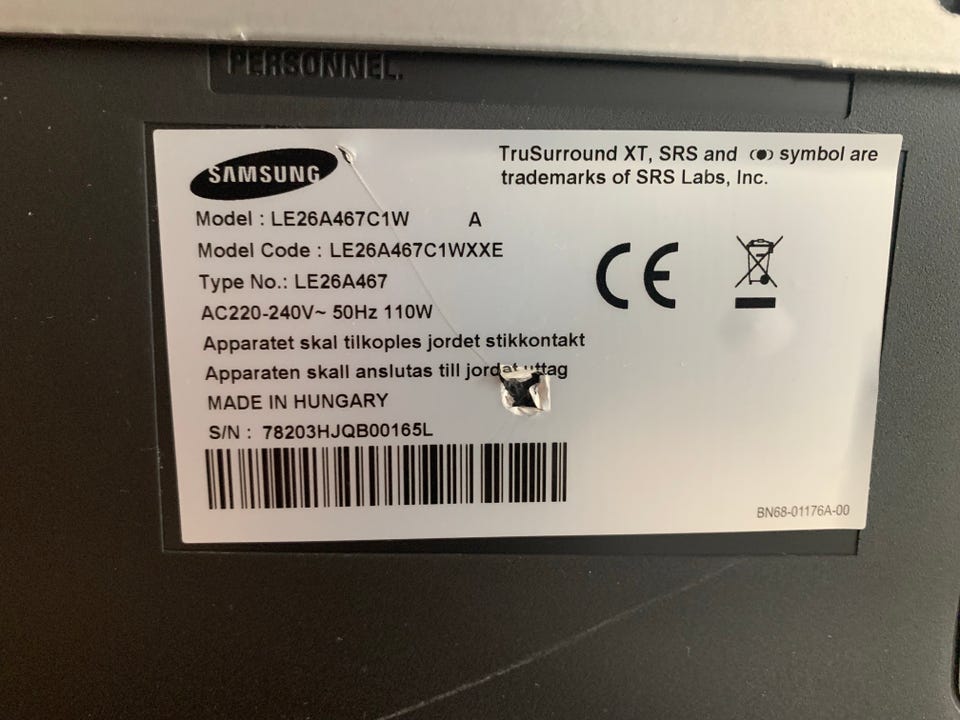 PERSONNEL.
SAMSUNG
TruSurround XT, SRS and (●) symbol are
trademarks of SRS Labs, Inc.
Model : LE26A467C1W A
Model Code : LE26A467C1WXXE
Type No.: LE26A467
AC220-240V~ 50Hz 110W
Apparatet skal tilkoples jordet stikkontakt
Apparaten skall anslutas till jordat uttag
MADE IN HUNGARY
S/N : 78203HJQB00165L
CE
BN68-01176A-00